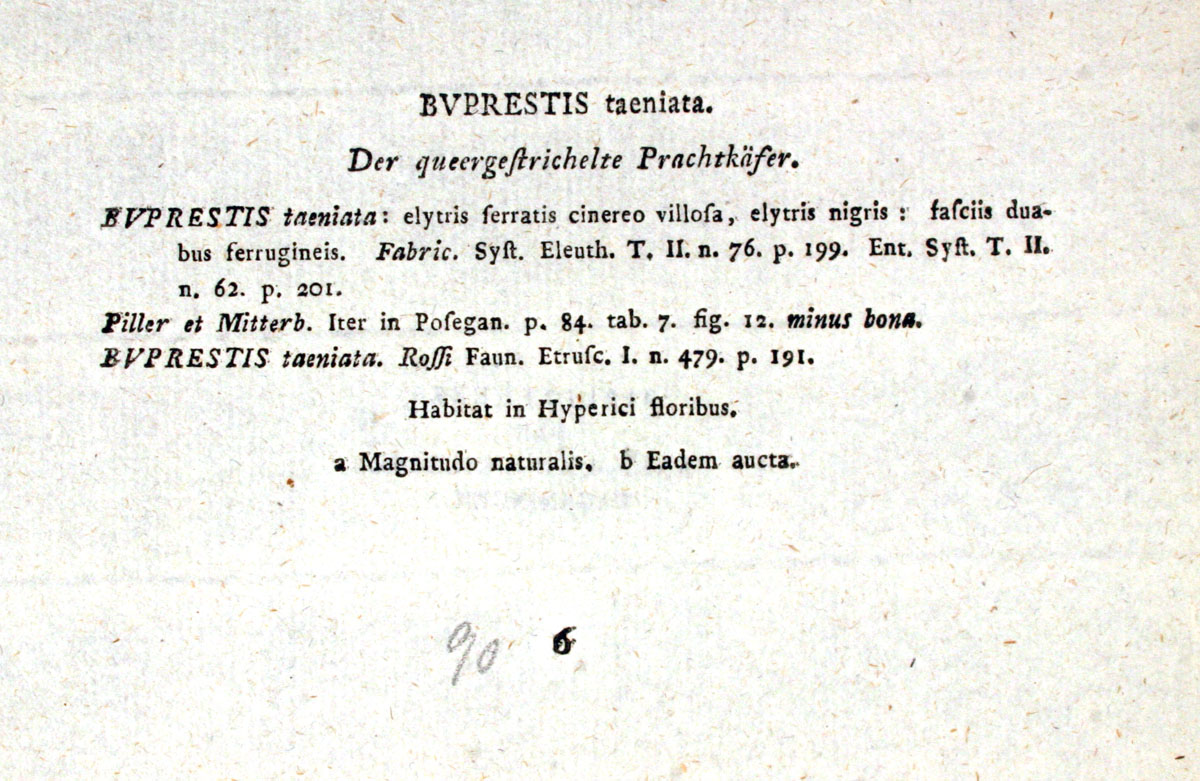 BVPRESTIS taeniata.
Der queergeſtrichelte Prachtkäfer.
BVPRESTIS taeniata: elytris ſerratis cinereo villoſa, elytris nigris: faſciis dua-
bus ferrugineis. Fabric. Syſt. Eleuth. T. II. n. 76. p. 199. Ent. Syſt. T. II.
n. 62. p. 201.
Piller et Mitterb. Iter in Poſegan. p. 84. tab. 7. fig. 12. minus bona.
BVPRESTIS taeniata. Roſſi Faun. Etruſc. I. n. 479. p. 191.
Habitat in Hyperici floribus.
a Magnitudo naturalis. b Eadem aucta.
90 6